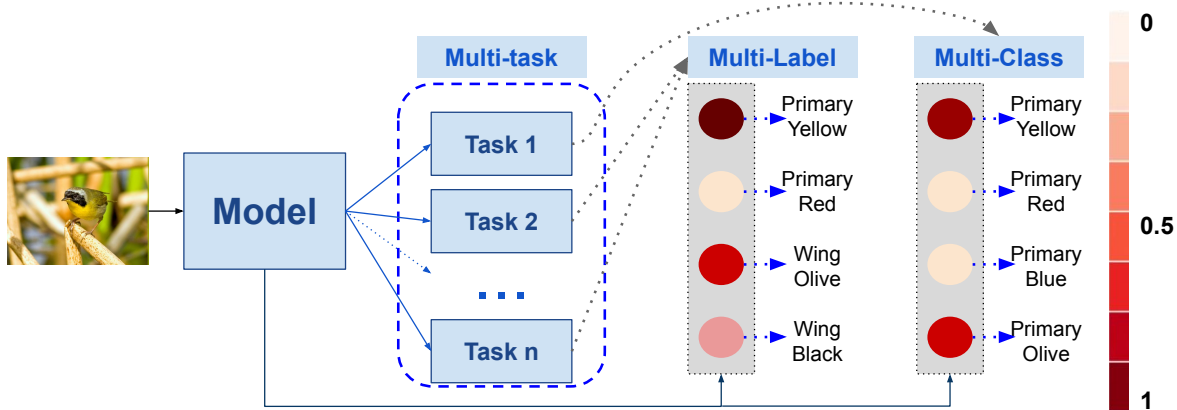 Multi-task
Multi-Label
Multi-Class
0
Model
Task 1
Task 2
...
Task n
Primary
Yellow
Primary
Red
Wing
Olive
Wing
Black
Primary
Yellow
Primary
Red
Primary
Blue
Primary
Olive
0.5
1